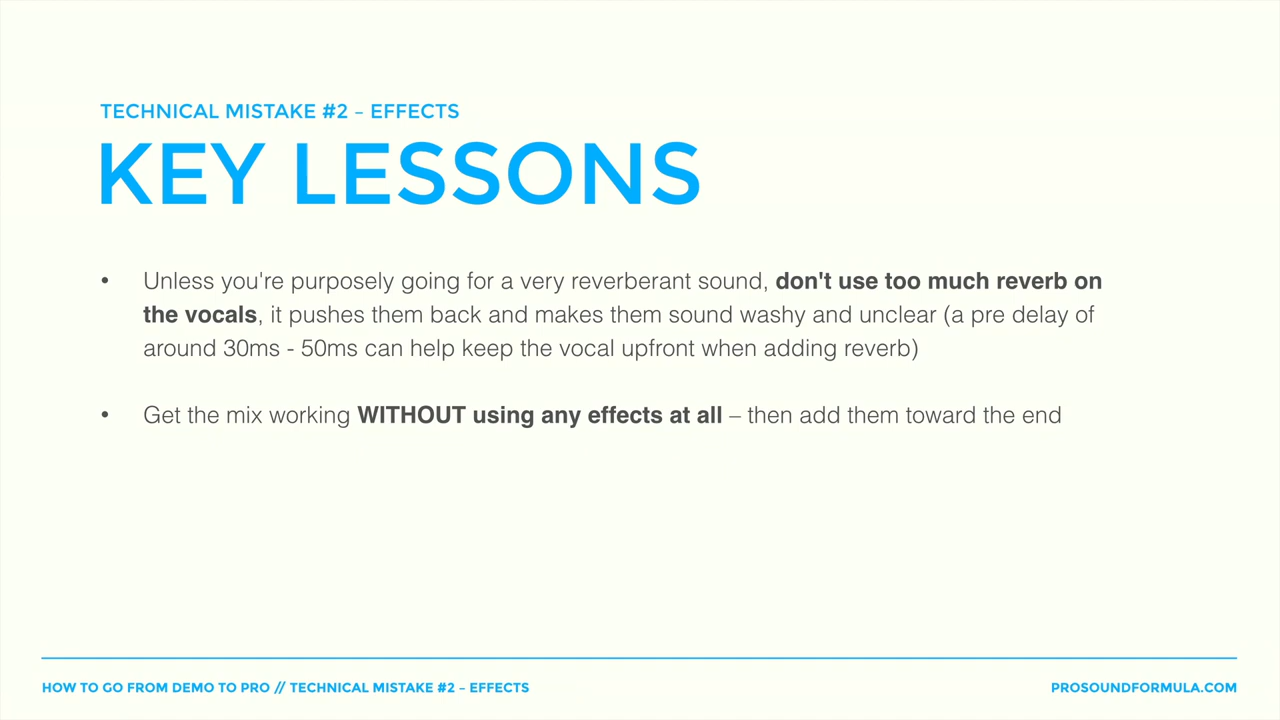 TECHNICAL MISTAKE #2 – EFFECTS
KEY LESSONS
• Unless you're purposely going for a very reverberant sound, don't use too much reverb on
the vocals, it pushes them back and makes them sound washy and unclear (a pre delay of
around 30ms - 50ms can help keep the vocal upfront when adding reverb)
• Get the mix working WITHOUT using any effects at all – then add them toward the end
HOW TO GO FROM DEMO TO PRO // TECHNICAL MISTAKE #2 – EFFECTS
PROSOUNDFORMULA.COM